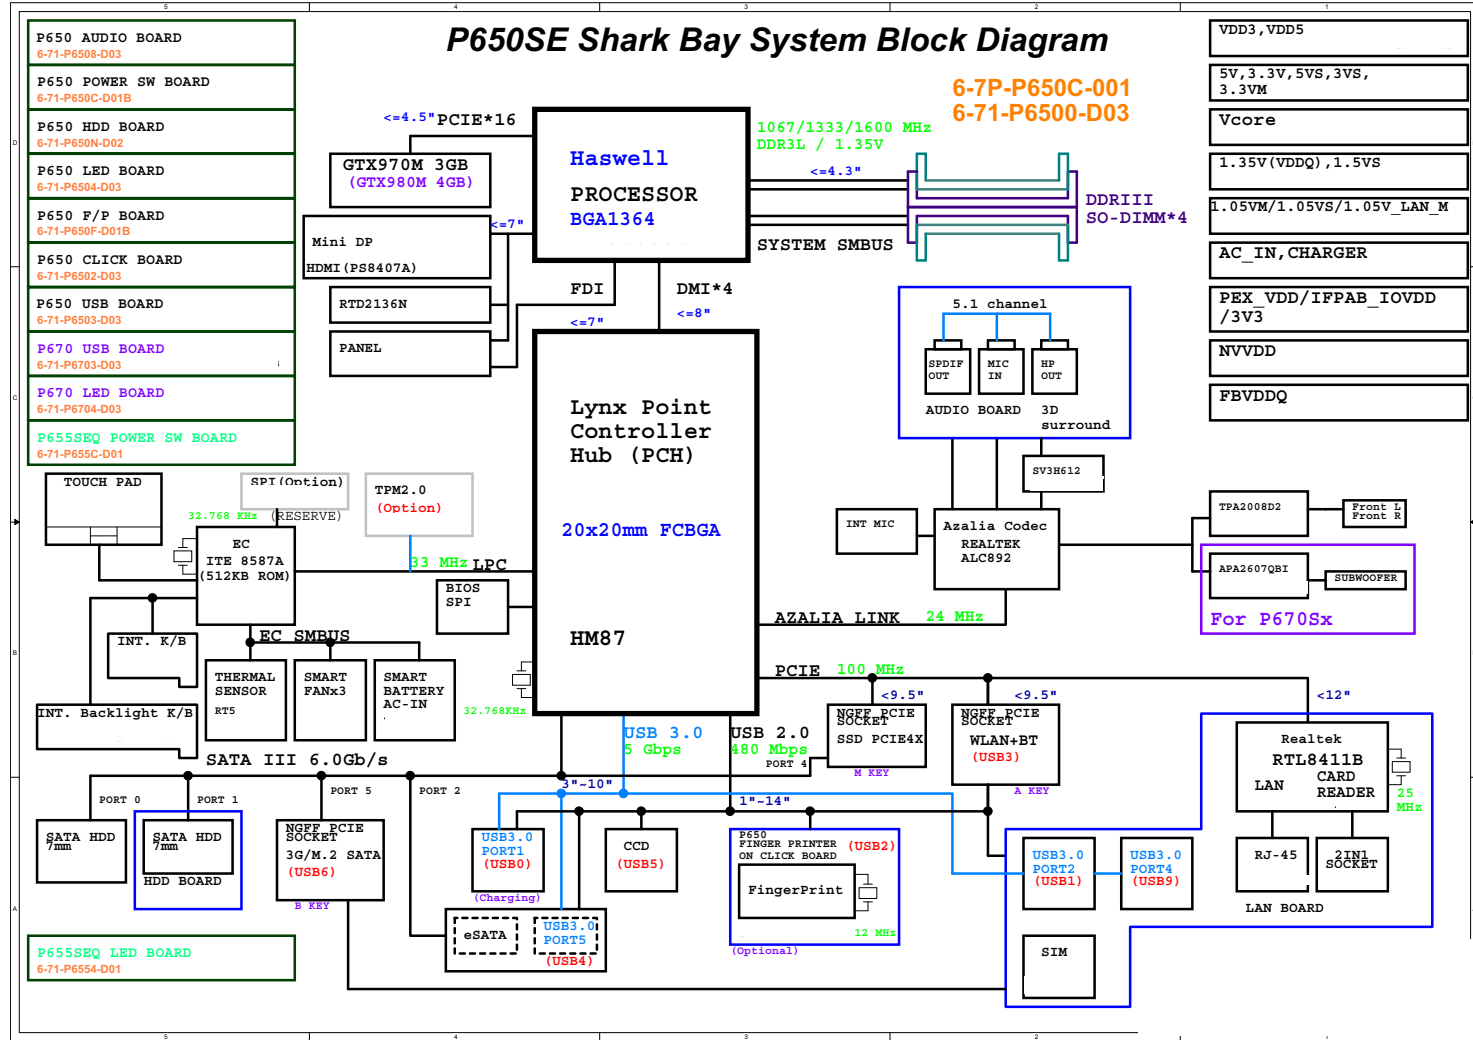 P650SE Shark Bay System Block Diagram
6-7P-P650C-001
6-71-P6500-D03
P650 AUDIO BOARD
6-71-P6508-D03
P650 POWER SW BOARD
6-71-P650C-D01B
P650 HDD BOARD
6-71-P650N-D02
P650 LED BOARD
6-71-P6504-D03
P650 F/P BOARD
6-71-P650F-D01B
P650 CLICK BOARD
6-71-P6502-D03
P650 USB BOARD
6-71-P6503-D03
P670 USB BOARD
6-71-P6703-D03
P670 LED BOARD
6-71-P6704-D03
P655SEQ POWER SW BOARD
6-71-P655C-D01
VDD3,VDD5
5V,3.3V,5VS,3VS,
3.3VM
Vcore
1.35V(VDDQ),1.5VS
1.05VM/1.05VS/1.05V_LAN_M
AC_IN,CHARGER
PEX_VDD/IFPAB_IOVDD
/3V3
NVVDD
FBVDDQ
<=4.5" PCIE*16
GTX970M 3GB
(GTX980M 4GB)
<=7"
Mini DP
HDMI(PS8407A)
RTD2136N
PANEL
Haswell
PROCESSOR
BGA1364
1067/1333/1600 MHz
DDR3L / 1.35V
<=4.3"
DDRIII
SO-DIMM*4
SYSTEM SMBUS
FDI
DMI*4
<=7"
<=8"
Lynx Point
Controller
Hub (PCH)
20x20mm FCBGA
HM87
5.1 channel
SPDIF
OUT
MIC
IN
HP
OUT
AUDIO BOARD
3D
surround
SV3H612
INT MIC
Azalia Codec
REALTEK
ALC892
TPA2008D2
Front L
Front R
APA2607QBI
SUBWOOFER
For P670Sx
AZALIA LINK
24 MHz
TOUCH PAD
SPI(Option)
(RESERVE)
32.768 KHz
TPM2.0
(Option)
EC
ITE 8587A
(512KB ROM)
33 MHz
LPC
BIOS
SPI
INT. K/B
EC SMBUS
INT. Backlight K/B
THERMAL
SENSOR
RT5
SMART
FANx3
SMART
BATTERY
AC-IN
32.768KHz
PCIE
100 MHz
<9.5"
<9.5"
<12"
NGFF PCIE
SOCKET
SSD PCIE4X
M KEY
NGFF PCIE
SOCKET
WLAN+BT
(USB3)
A KEY
Realtek
RTL8411B
LAN
CARD
READER
25
MHz
RJ-45
2IN1
SOCKET
LAN BOARD
USB 3.0
5 Gbps
USB 2.0
480 Mbps
PORT 4
SATA III 6.0Gb/s
3"~10"
1"~14"
PORT 0
PORT 1
PORT 5
PORT 2
SATA HDD
7mm
SATA HDD
7mm
HDD BOARD
NGFF PCIE
SOCKET
3G/M.2 SATA
(USB6)
B KEY
USB3.0
PORT1
(USB0)
(Charging)
CCD
(USB5)
P650
FINGER PRINTER
ON CLICK BOARD
(USB2)
FingerPrint
12 MHz
(Optional)
USB3.0
PORT2
(USB1)
USB3.0
PORT4
(USB9)
eSATA
USB3.0
PORT5
(USB4)
SIM
P655SEQ LED BOARD
6-71-P6554-D01
5
4
3
2
1
5
4
3
2
1
D
C
B
A